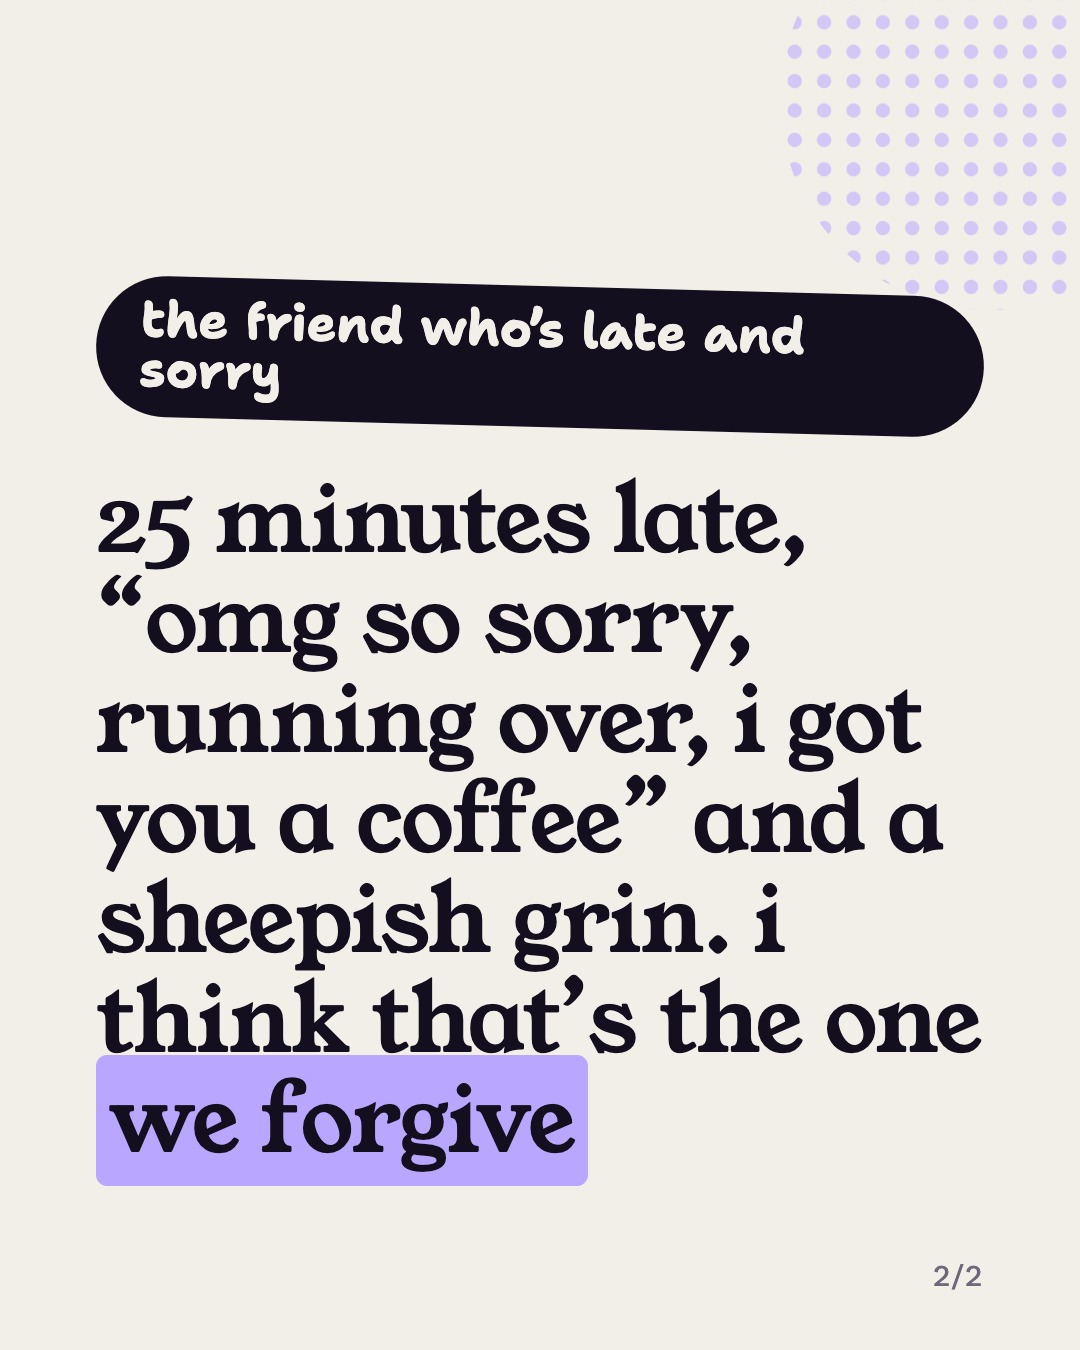 the friend who’s late and
sorry
25 minutes late,
“omg so sorry,
running over, i got
you a coffee” and a
sheepish grin. i
think that’s the one
we forgive
2/2